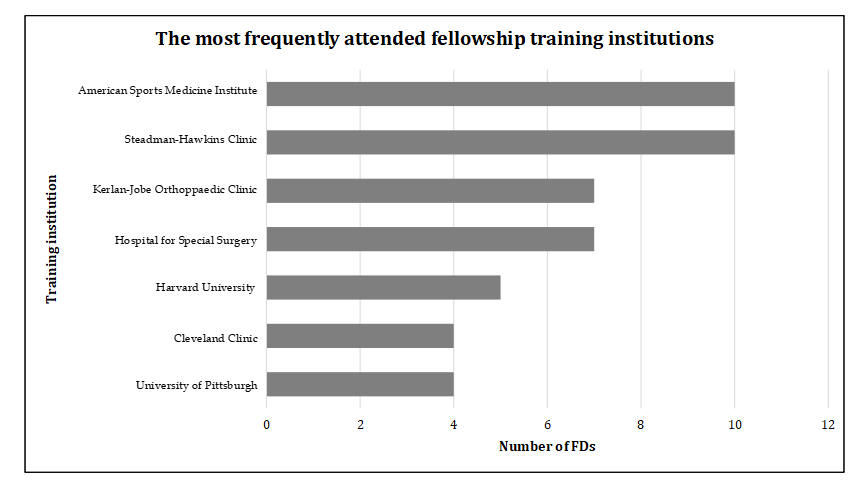 The most frequently attended fellowship training institutions
Training institution
American Sports Medicine Institute
Steadman-Hawkins Clinic
Kerlan-Jobe Orthoppaedic Clinic
Hospital for Special Surgery
Harvard University
Cleveland Clinic
University of Pittsburgh
0 2 4 6 8 10 12
Number of FDs